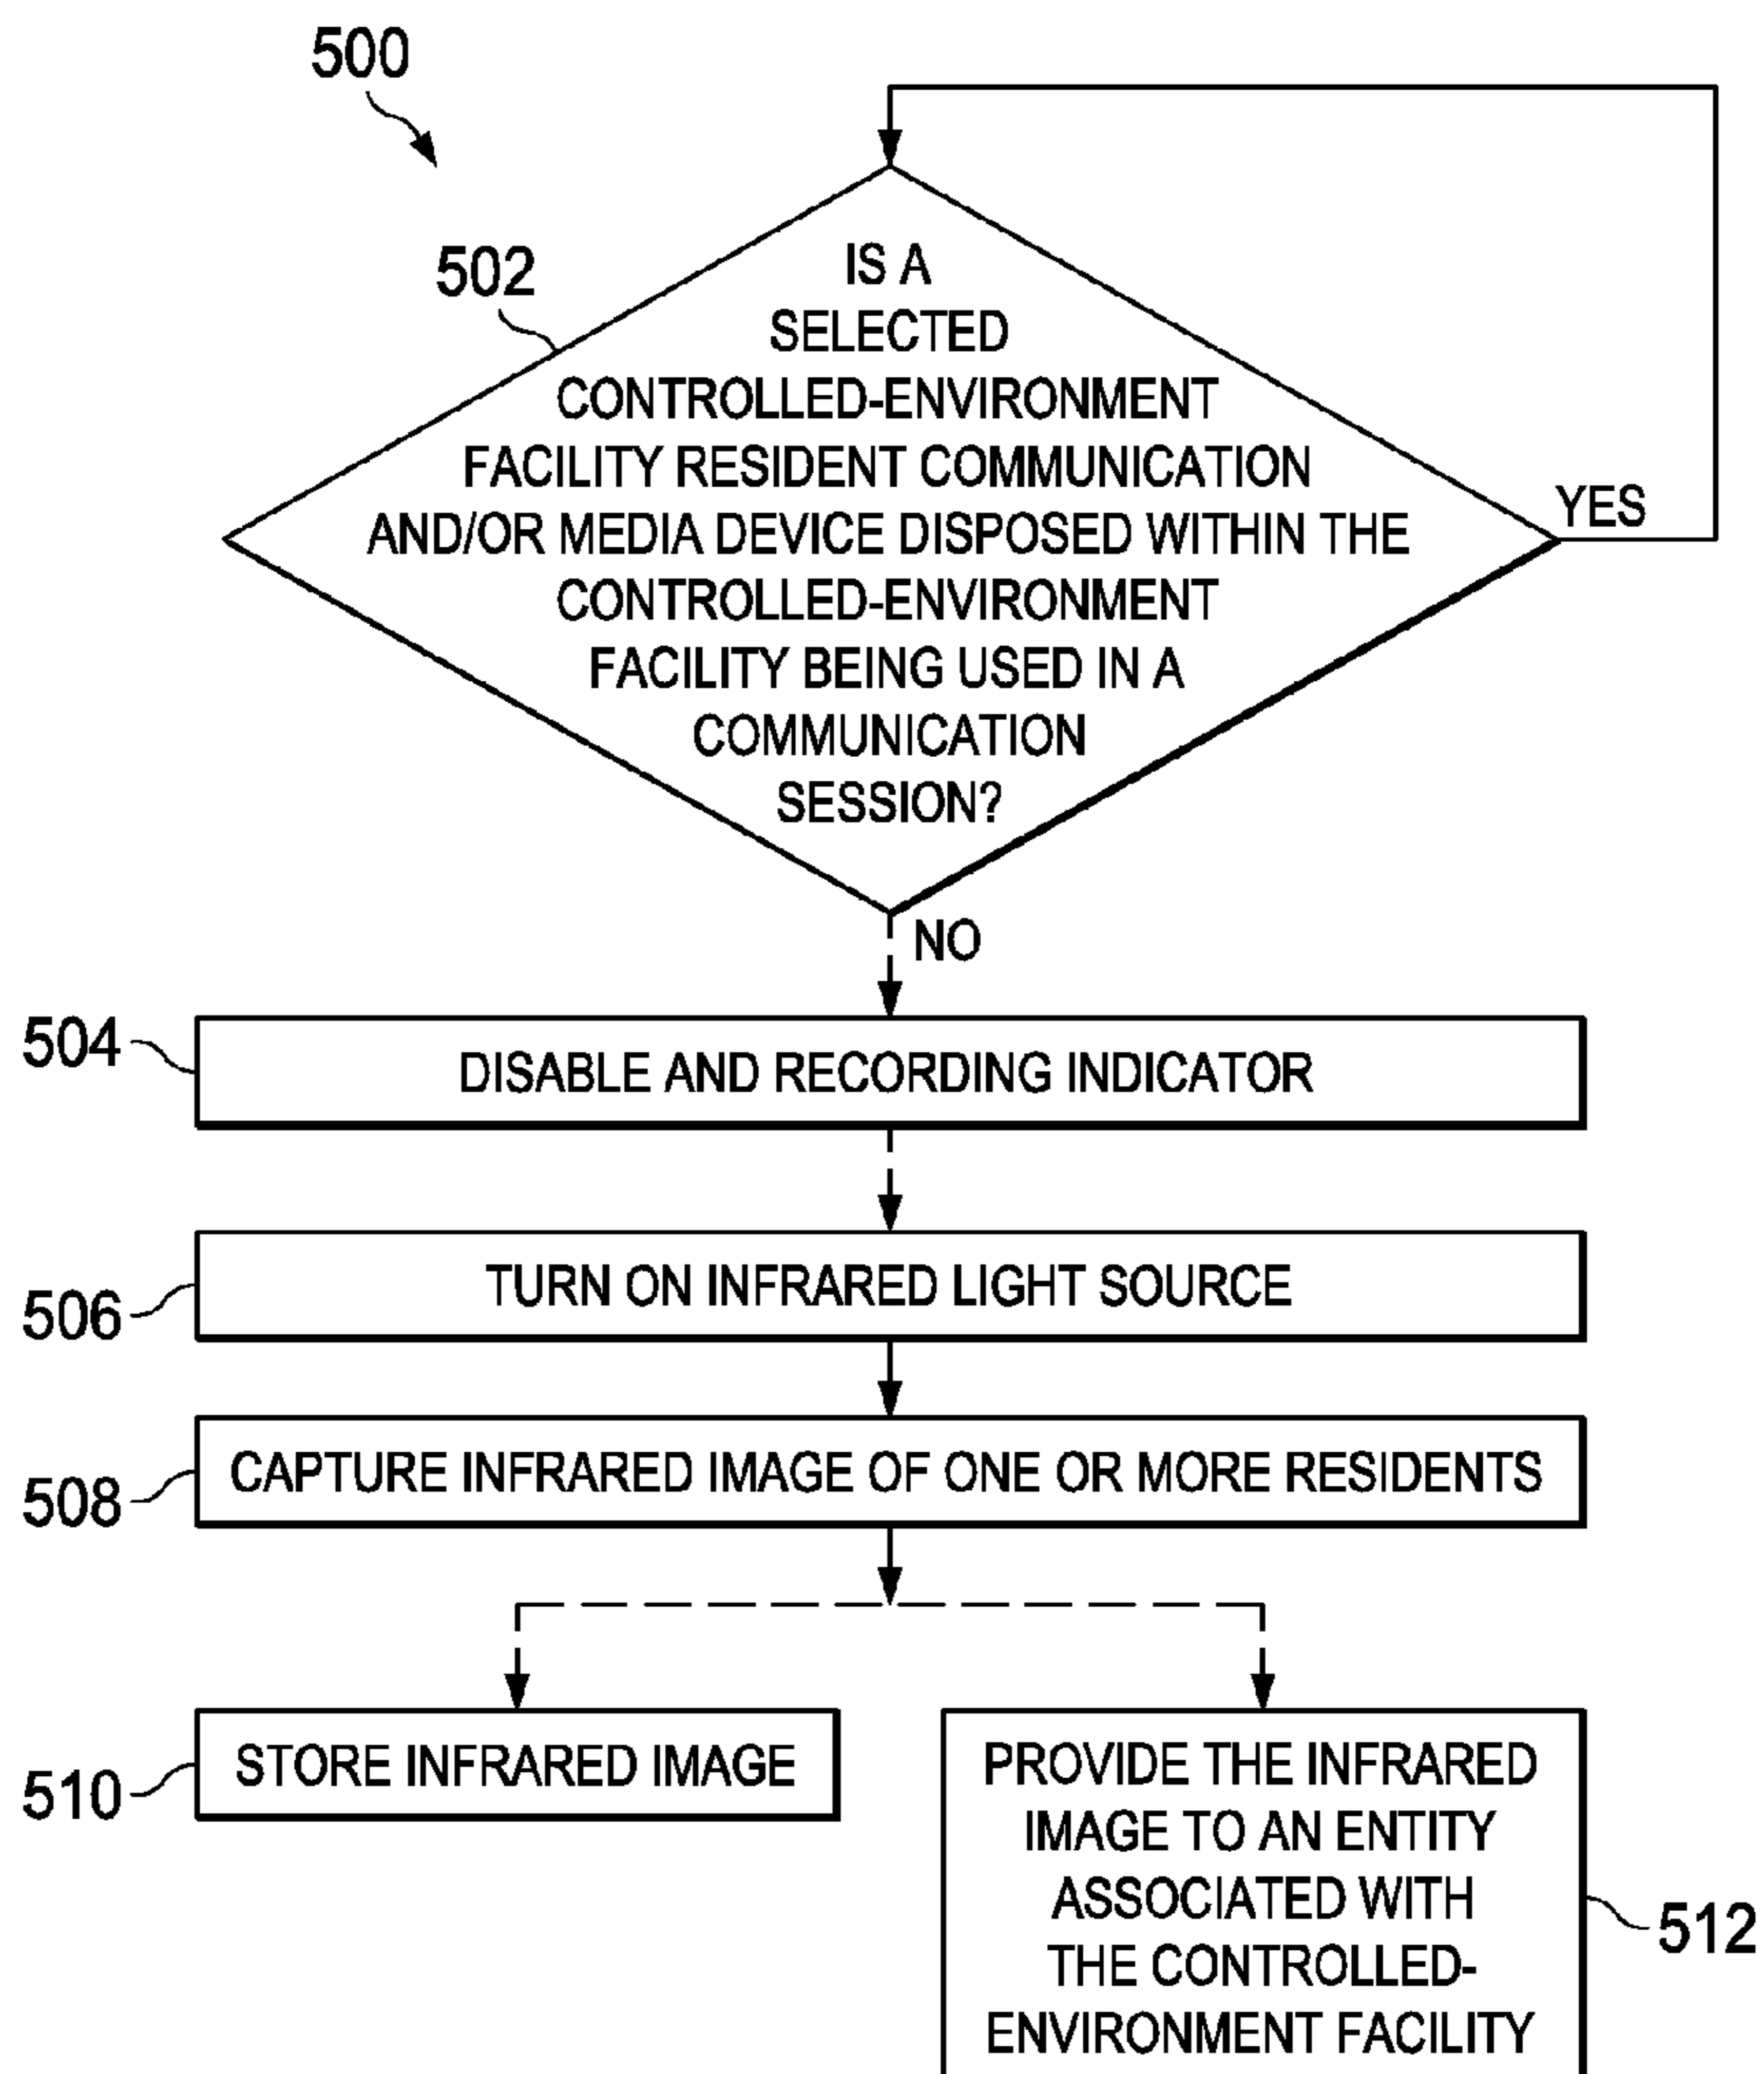 500
502
IS A
SELECTED
CONTROLLED-ENVIRONMENT
FACILITY RESIDENT COMMUNICATION
AND/OR MEDIA DEVICE DISPOSED WITHIN THE
CONTROLLED-ENVIRONMENT
FACILITY BEING USED IN A
COMMUNICATION
SESSION?
YES
NO
504
DISABLE AND RECORDING INDICATOR
506
TURN ON INFRARED LIGHT SOURCE
508
CAPTURE INFRARED IMAGE OF ONE OR MORE RESIDENTS
510
STORE INFRARED IMAGE
PROVIDE THE INFRARED
IMAGE TO AN ENTITY
ASSOCIATED WITH
THE CONTROLLED-
ENVIRONMENT FACILITY
512